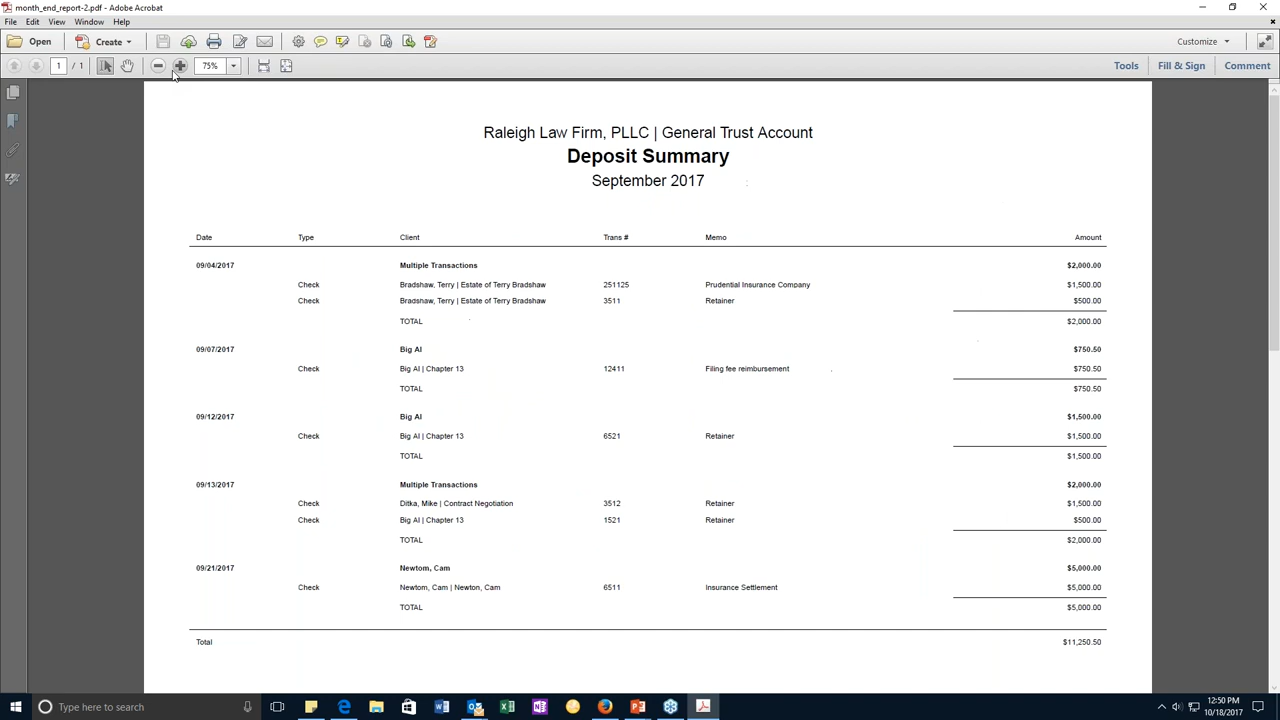 month_end_report-2.pdf - Adobe Acrobat
File Edit View Window Help
Open Create Customize
1 / 1 75% Tools Fill & Sign Comment
Raleigh Law Firm, PLLC | General Trust Account
Deposit Summary
September 2017
Date Type Client Trans # Memo Amount
09/04/2017 Multiple Transactions $2,000.00
Check Bradshaw, Terry | Estate of Terry Bradshaw 251125 Prudential Insurance Company $1,500.00
Check Bradshaw, Terry | Estate of Terry Bradshaw 3511 Retainer $500.00
TOTAL $2,000.00
09/07/2017 Big Al $750.50
Check Big Al | Chapter 13 12411 Filing fee reimbursement $750.50
TOTAL $750.50
09/12/2017 Big Al $1,500.00
Check Big Al | Chapter 13 6521 Retainer $1,500.00
TOTAL $1,500.00
09/13/2017 Multiple Transactions $2,000.00
Check Ditka, Mike | Contract Negotiation 3512 Retainer $1,500.00
Check Big Al | Chapter 13 1521 Retainer $500.00
TOTAL $2,000.00
09/21/2017 Newtom, Cam $5,000.00
Check Newtom, Cam | Newton, Cam 6511 Insurance Settlement $5,000.00
TOTAL $5,000.00
Total $11,250.50
Type here to search
12:50 PM
10/18/2017